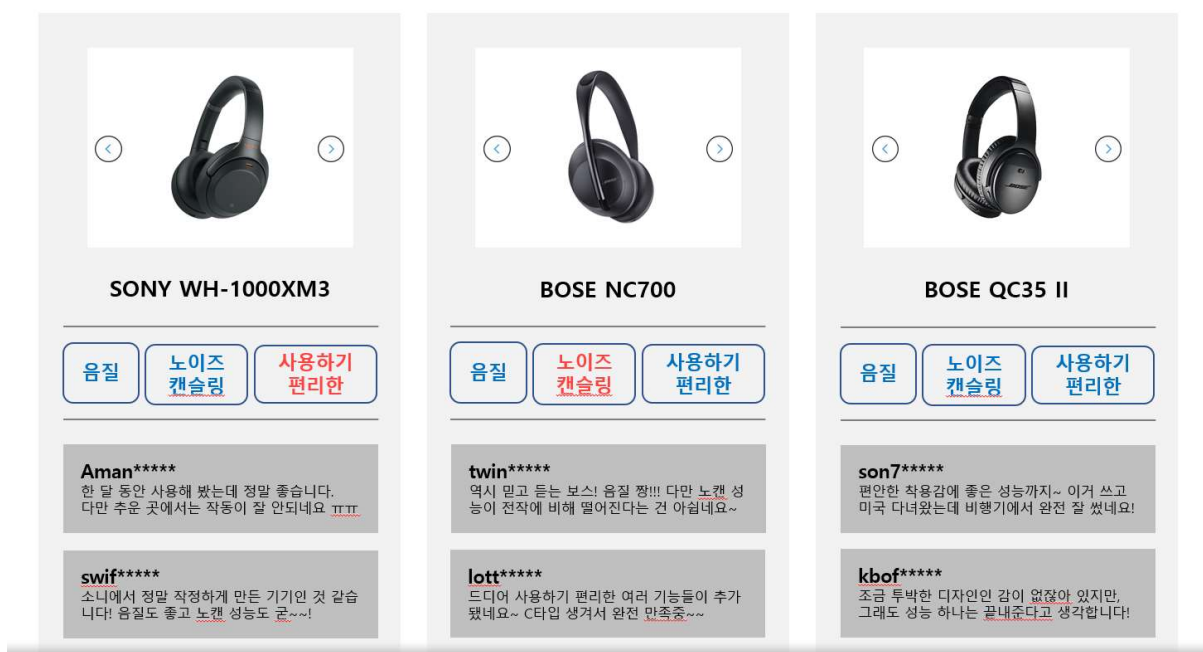 SONY WH-1000XM3
음질
노이즈
캔슬링
사용하기
편리한
Aman*****
한 달 동안 사용해 봤는데 정말 좋습니다.
다만 추운 곳에서는 작동이 잘 안되네요 ㅠㅠ
swif*****
소니에서 정말 작정하게 만든 기기인 것 같습
니다! 음질도 좋고 노캔 성능도 굳~~!
BOSE NC700
음질
노이즈
캔슬링
사용하기
편리한
twin*****
역시 믿고 듣는 보스! 음질 짱!!! 다만 노캔 성
능이 전작에 비해 떨어진다는 건 아쉽네요~
lott*****
드디어 사용하기 편리한 여러 기능들이 추가
됐네요~ C타입 생겨서 완전 만족중~~
BOSE QC35 II
음질
노이즈
캔슬링
사용하기
편리한
son7*****
편안한 착용감에 좋은 성능까지~ 이거 쓰고
미국 다녀왔는데 비행기에서 완전 잘 썼네요!
kbof*****
조금 투박한 디자인인 감이 없잖아 있지만,
그래도 성능 하나는 끝내준다고 생각합니다!